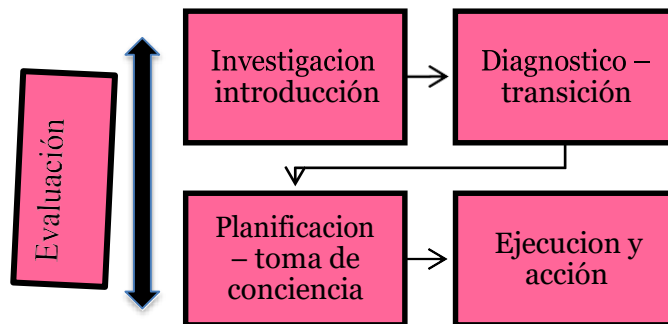 Evaluación
Investigacion
introducción
Diagnostico –
transición
Planificacion
– toma de
conciencia
Ejecucion y
acción